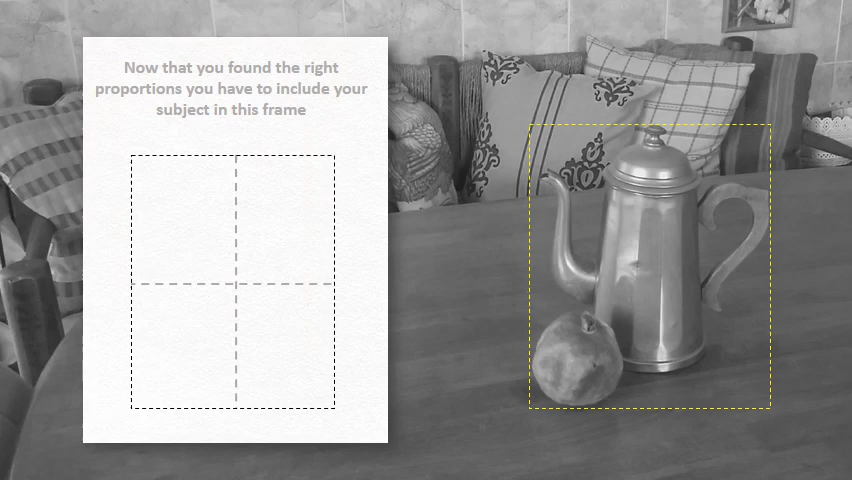 Now that you found the right
proportions you have to include your
subject in this frame